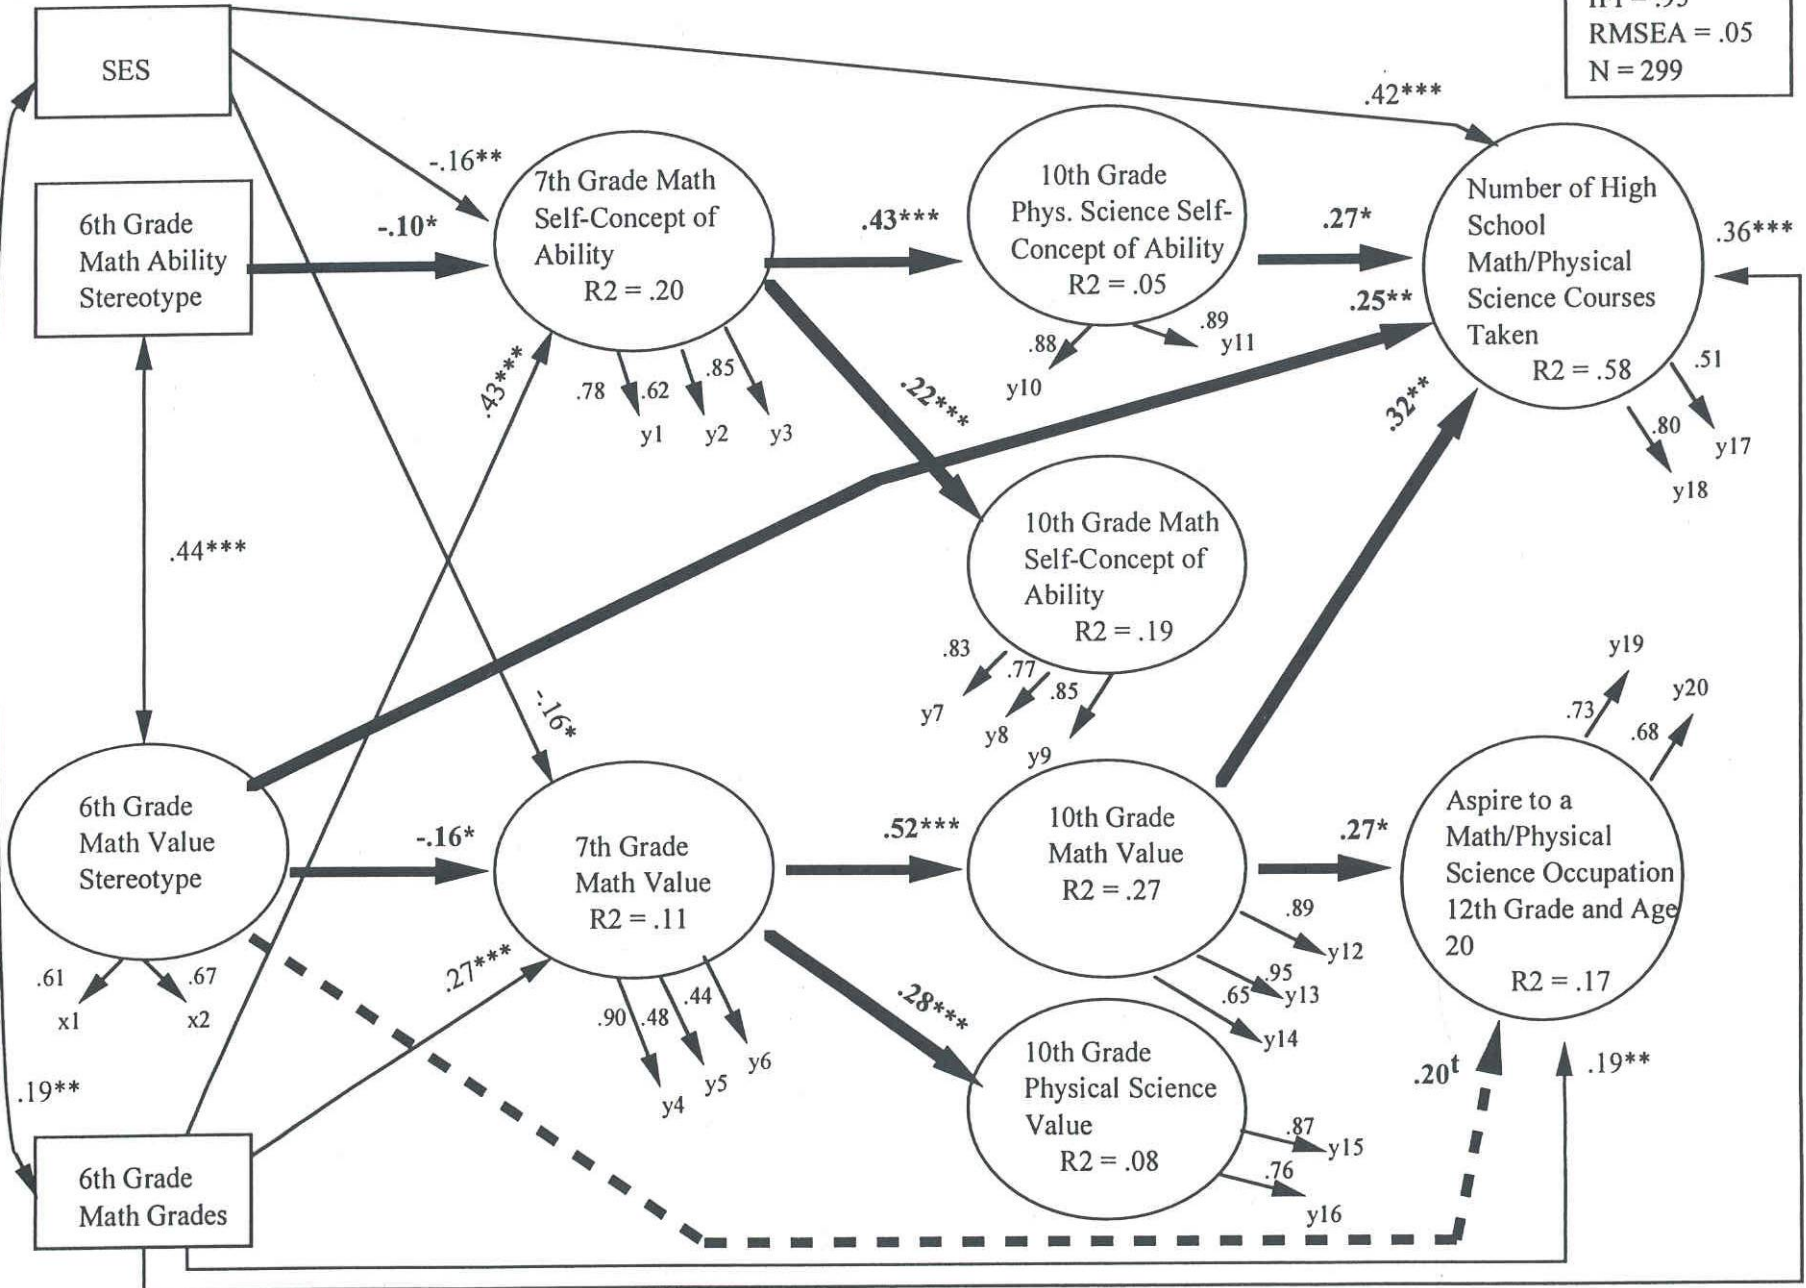 IFI = .95
RMSEA = .05
N = 299
SES
.42***
-.16**
6th Grade
Math Ability
Stereotype
-.10*
7th Grade Math
Self-Concept of
Ability
R2 = .20
.43***
10th Grade
Phys. Science Self-
Concept of Ability
R2 = .05
.27*
.25**
Number of High
School
Math/Physical
Science Courses
Taken
R2 = .58
.36***
.88
.89
y10
y11
.78
.62
.85
y1
y2
y3
.43***
.22***
.32**
.51
.80
y17
y18
.44***
10th Grade Math
Self-Concept of
Ability
R2 = .19
.83
.77
.85
y7
y8
y9
-.16*
y19
y20
.73
.68
6th Grade
Math Value
Stereotype
-.16*
7th Grade
Math Value
R2 = .11
.52***
10th Grade
Math Value
R2 = .27
.27*
Aspire to a
Math/Physical
Science Occupation
12th Grade and Age
20
R2 = .17
.89
y12
.95
y13
.65
y14
.61
.67
x1
x2
.27***
.90
.48
.44
y4
y5
y6
.28***
10th Grade
Physical Science
Value
R2 = .08
.87
y15
.76
y16
.20t
.19**
.19**
6th Grade
Math Grades